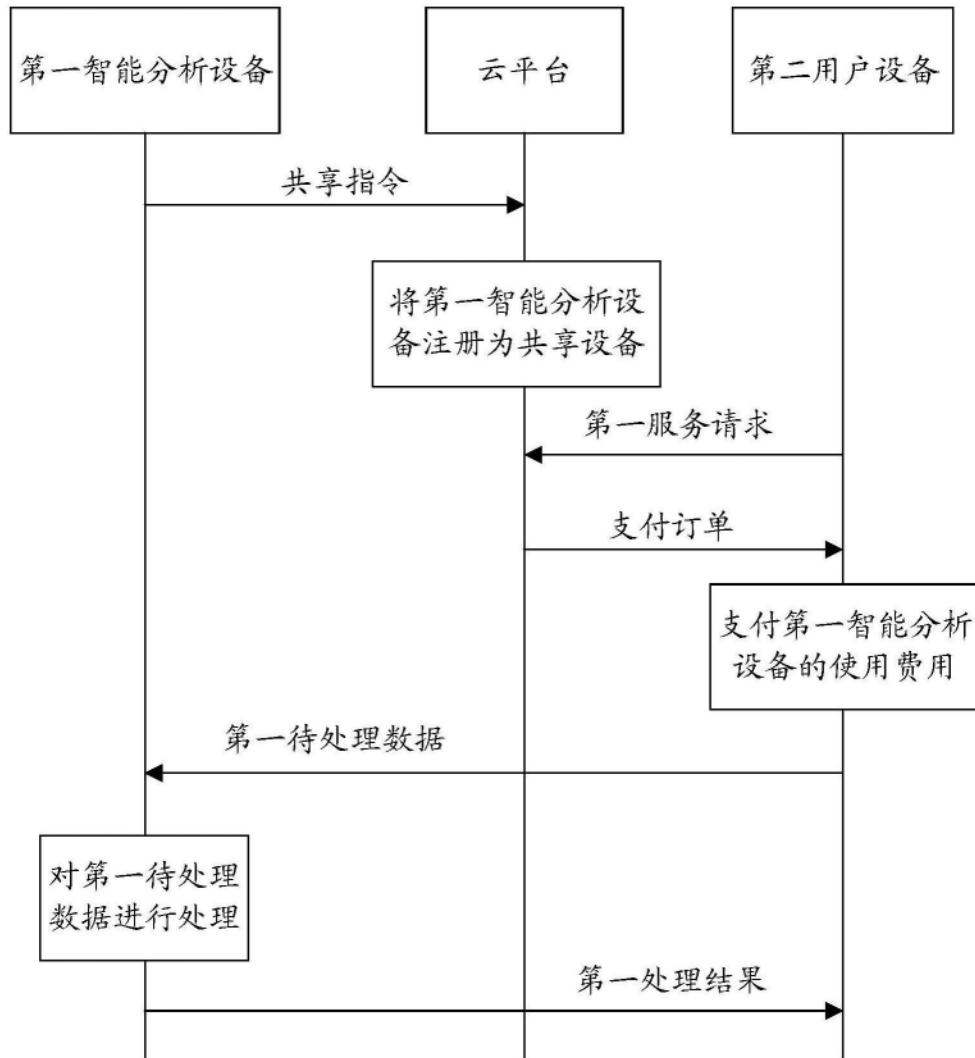 第一智能分析设备
云平台
第二用户设备
共享指令
将第一智能分析设
备注册为共享设备
第一服务请求
支付订单
支付第一智能分析
设备的使用费用
第一待处理数据
对第一待处理
数据进行处理
第一处理结果